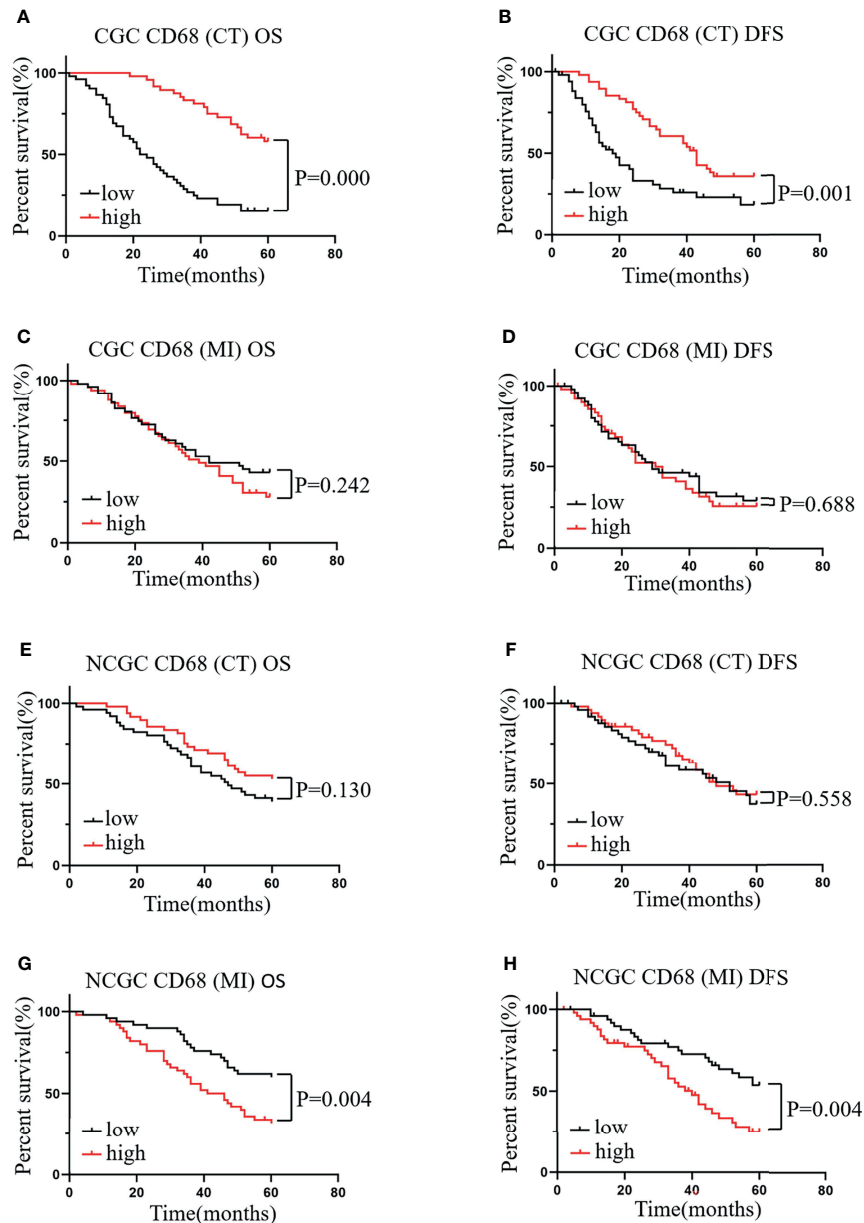 A
CGC CD68 (CT) OS
Percent survival(%)
100
50
0
0 20 40 60 80
Time(months)
low
high
P=0.000
B
CGC CD68 (CT) DFS
Percent survival(%)
100
50
0
0 20 40 60 80
Time(months)
low
high
P=0.001
C
CGC CD68 (MI) OS
Percent survival(%)
100
50
0
0 20 40 60 80
Time(months)
low
high
P=0.242
D
CGC CD68 (MI) DFS
Percent survival(%)
100
50
0
0 20 40 60 80
Time(months)
low
high
P=0.688
E
NCGC CD68 (CT) OS
Percent survival(%)
100
50
0
0 20 40 60 80
Time(months)
low
high
P=0.130
F
NCGC CD68 (CT) DFS
Percent survival(%)
100
50
0
0 20 40 60 80
Time(months)
low
high
P=0.558
G
NCGC CD68 (MI) OS
Percent survival(%)
100
50
0
0 20 40 60 80
Time(months)
low
high
P=0.004
H
NCGC CD68 (MI) DFS
Percent survival(%)
100
50
0
0 20 40 60 80
Time(months)
low
high
P=0.004